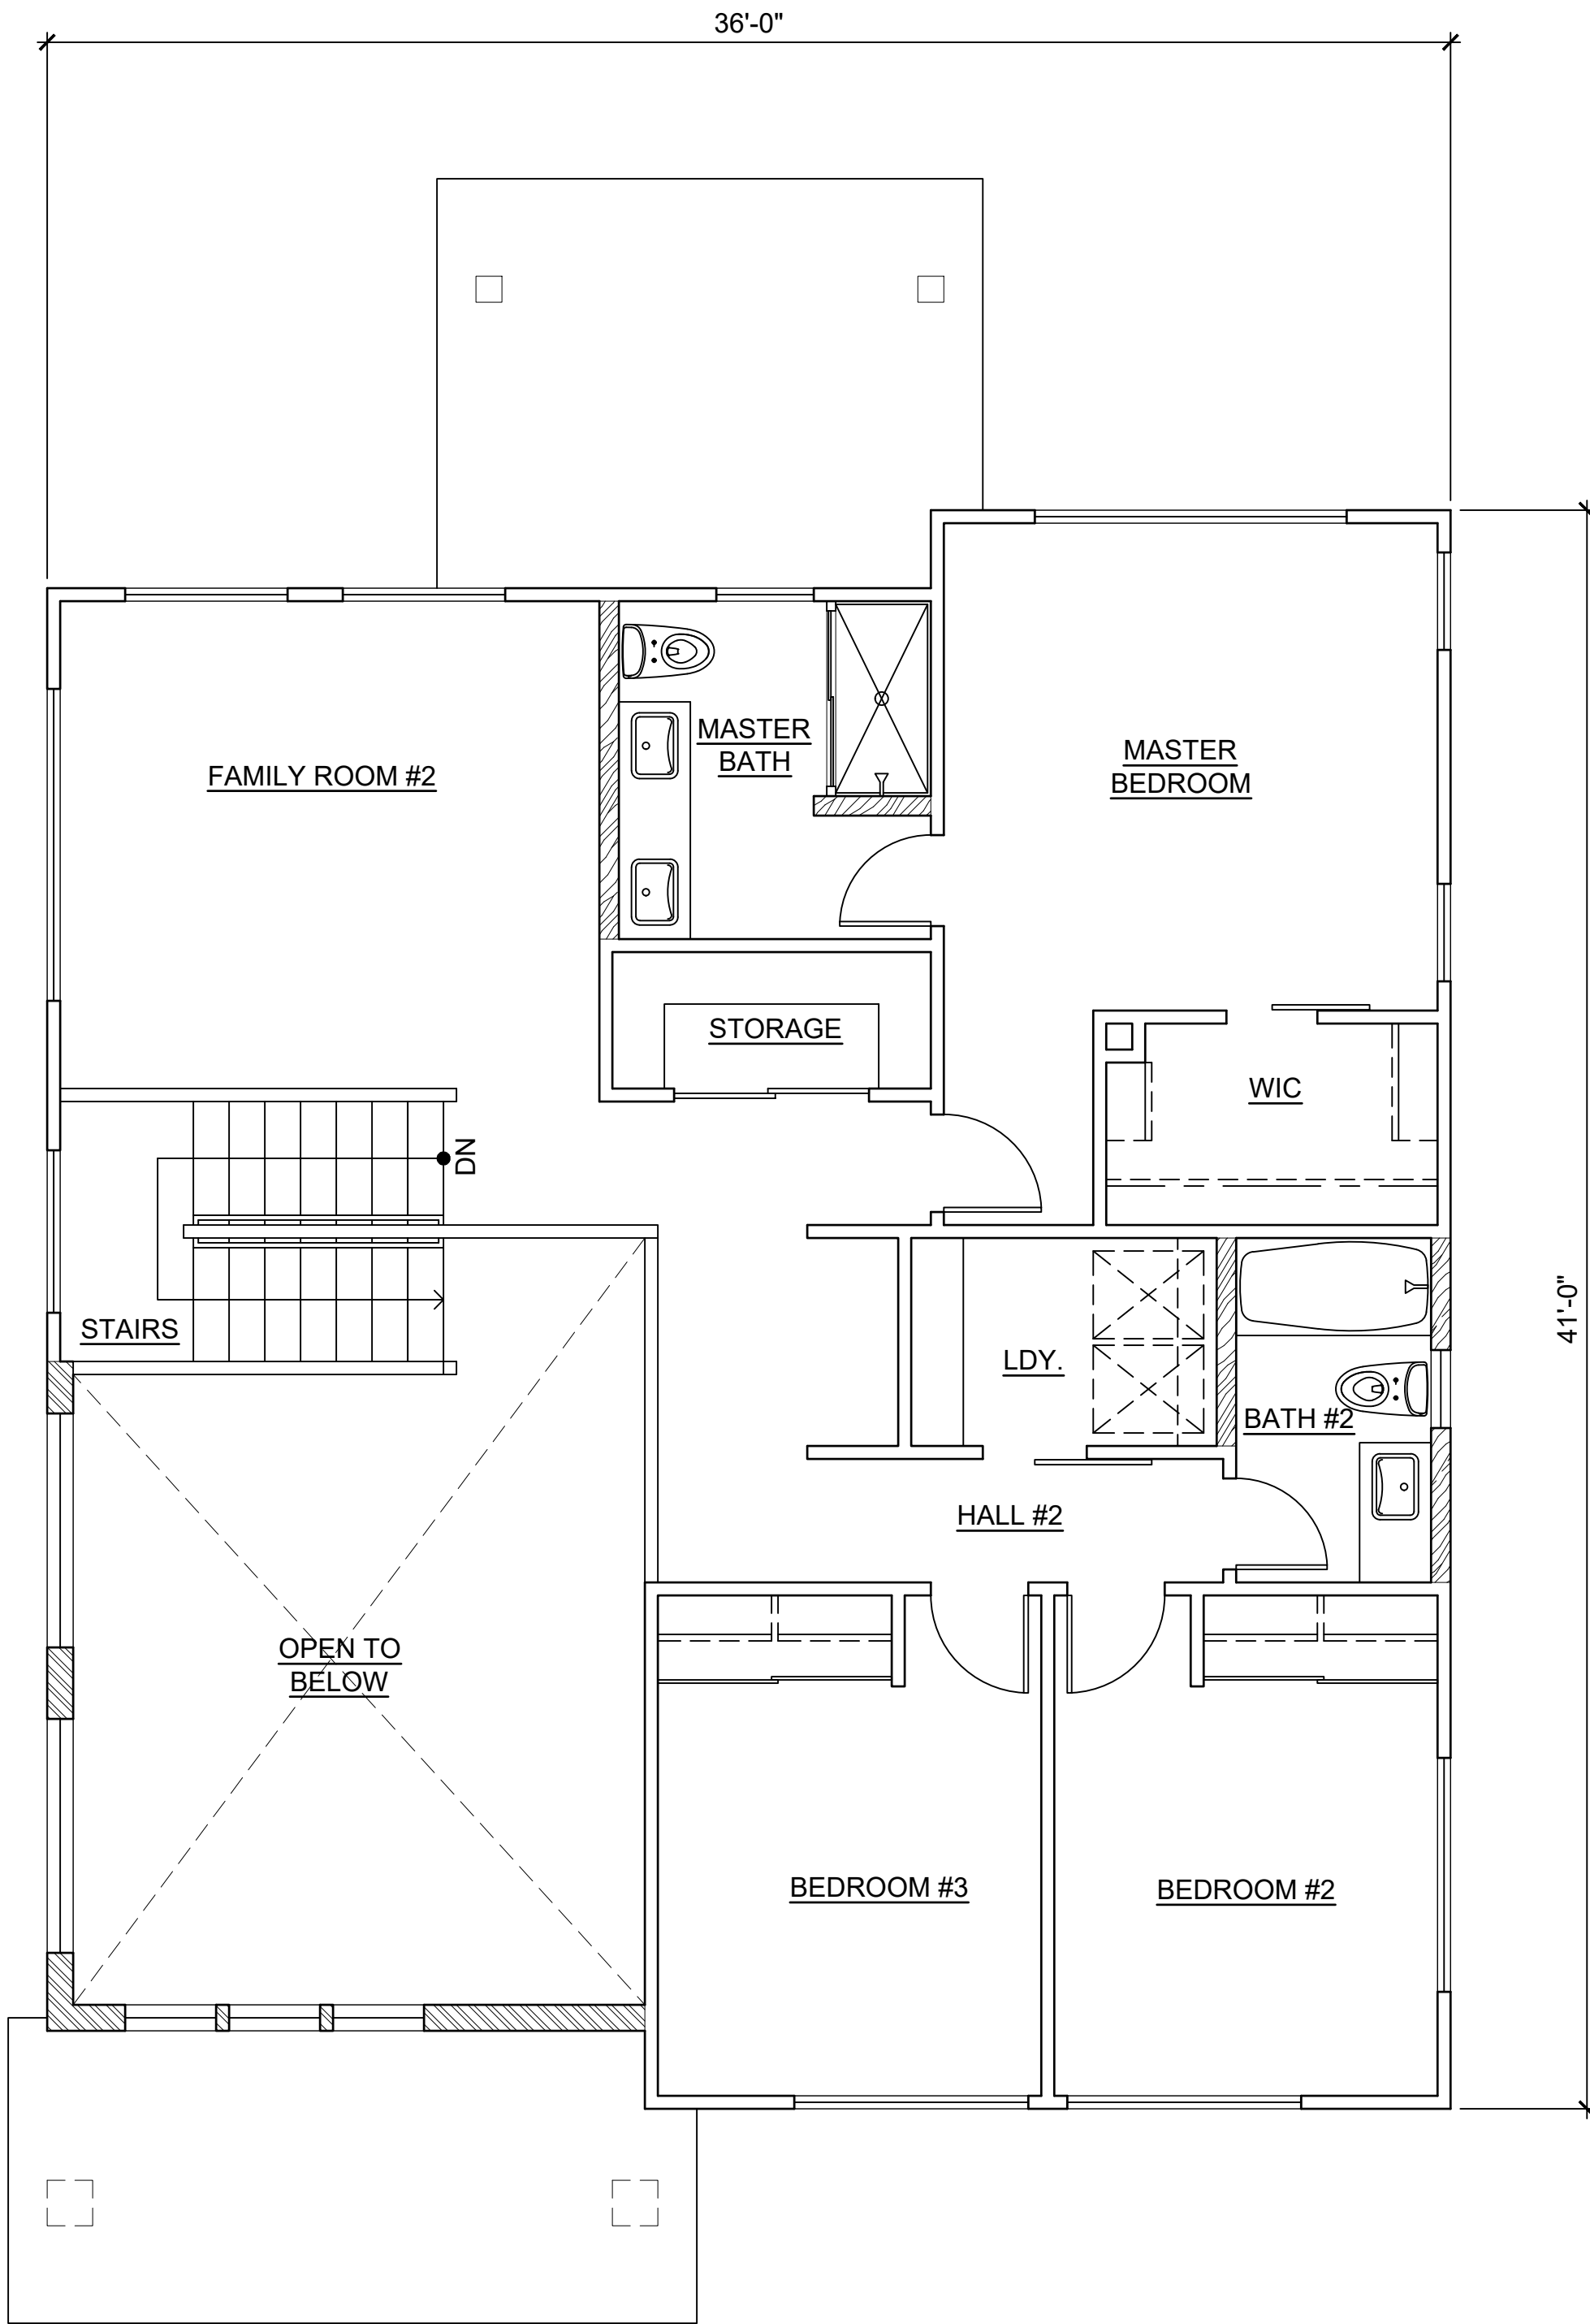 36'-0"
FAMILY ROOM #2
MASTER
BATH
MASTER
BEDROOM
STORAGE
WIC
DN
STAIRS
LDY.
BATH #2
41'-0"
HALL #2
OPEN TO
BELOW
BEDROOM #3
BEDROOM #2